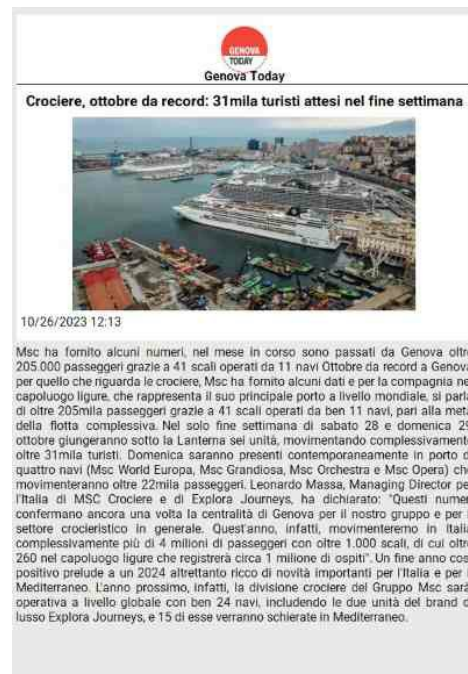 GENOVA
TODAY
Genova Today
Crociere, ottobre da record: 31mila turisti attesi nel fine settimana
10/26/2023 12:13
Msc ha fornito alcuni numeri, nel mese in corso sono passati da Genova oltre
205.000 passeggeri grazie a 41 scali operati da 11 navi Ottobre da record a Genova
per quello che riguarda le crociere, Msc ha fornito alcuni dati e per la compagnia nel
capoluogo ligure, che rappresenta il suo principale porto a livello mondiale, si parla
di oltre 205mila passeggeri grazie a 41 scali operati da ben 11 navi, pari alla metà
della flotta complessiva. Nel solo fine settimana di sabato 28 e domenica 29
ottobre giungeranno sotto la Lanterna sei unità, movimentando complessivamente
oltre 31mila turisti. Domenica saranno presenti contemporaneamente in porto di
quattro navi (Msc World Europa, Msc Grandiosa, Msc Orchestra e Msc Opera) che
movimenteranno oltre 22mila passeggeri. Leonardo Massa, Managing Director per
l'Italia di MSC Crociere e di Explora Journeys, ha dichiarato: "Questi numeri
confermano ancora una volta la centralità di Genova per il nostro gruppo e per il
settore crocieristico in generale. Quest'anno, infatti, movimenteremo in Italia
complessivamente più di 4 milioni di passeggeri con oltre 1.000 scali, di cui oltre
260 nel capoluogo ligure che registrerà circa 1 milione di ospiti". Un fine anno così
positivo prelude a un 2024 altrettanto ricco di novità importanti per l'Italia e per il
Mediterraneo. L'anno prossimo, infatti, la divisione crociere del Gruppo Msc sarà
operativa a livello globale con ben 24 navi, includendo le due unità del brand di
lusso Explora Journeys, e 15 di esse verranno schierate in Mediterraneo.